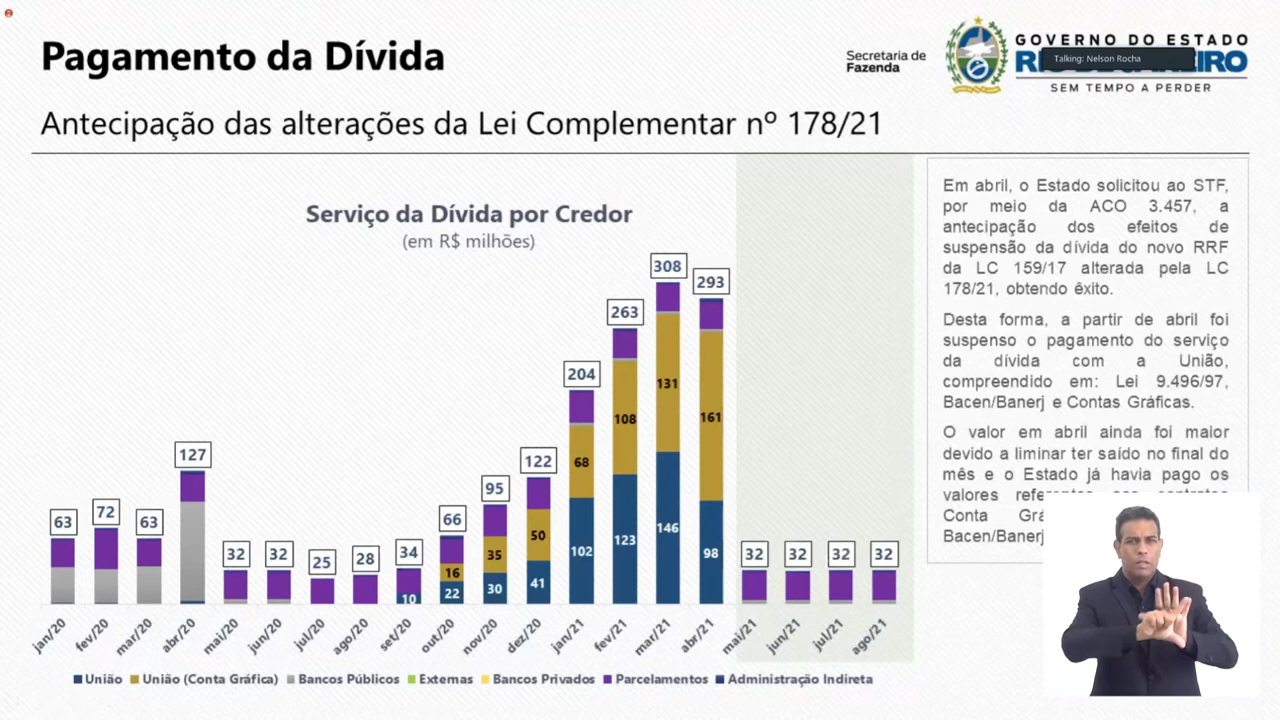 Pagamento da Dívida
Secretaria de
Fazenda
GOVERNO DO ESTADO
Talking: Nelson Rocha
SEM TEMPO A PERDER
Antecipação das alterações da Lei Complementar nº 178/21
Serviço da Dívida por Credor
(em R$ milhões)
63
72
63
127
32
32
25
28
34
66
95
122
204
263
308
293
32
32
32
32
10
22
30
41
102
123
146
98
16
35
50
68
108
131
161
jan/20
fev/20
mar/20
abr/20
mai/20
jun/20
jul/20
ago/20
set/20
out/20
nov/20
dez/20
jan/21
fev/21
mar/21
abr/21
mai/21
jun/21
jul/21
ago/21
União
União (Conta Gráfica)
Bancos Públicos
Externas
Bancos Privados
Parcelamentos
Administração Indireta
Em abril, o Estado solicitou ao STF,
por meio da ACO 3.457, a
antecipação dos efeitos de
suspensão da dívida do novo RRF
da LC 159/17 alterada pela LC
178/21, obtendo êxito.
Desta forma, a partir de abril foi
suspenso o pagamento do serviço
da dívida com a União,
compreendido em: Lei 9.496/97,
Bacen/Banerj e Contas Gráficas.
O valor em abril ainda foi maior
devido a liminar ter saído no final do
mês e o Estado já havia pago os
valores
Conta
Bacen/Banerj